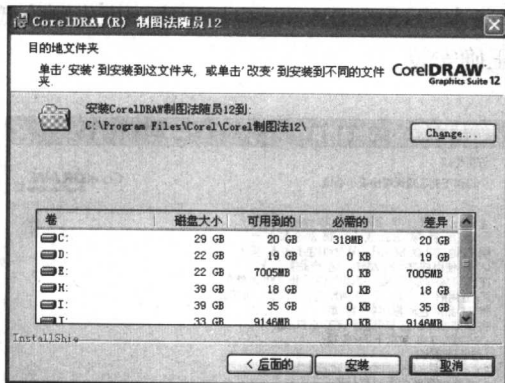 CorelDRAW(R) 制图法随员12
目的地文件夹
单击'安装'到安装到这文件夹, 或单击'改变'到安装到不同的文件夹.
CorelDRAW
Graphics Suite 12
安装CorelDRAW制图法随员12到:
C:\Program Files\Corel\Corel制图法12\
Change...
卷 磁盘大小 可用到的 必需的 差异
C: 29 GB 20 GB 318MB 20 GB
D: 22 GB 19 GB 0 KB 19 GB
E: 22 GB 7005MB 0 KB 7005MB
H: 39 GB 18 GB 0 KB 18 GB
I: 39 GB 35 GB 0 KB 35 GB
J: 33 GB 9146MB 0 KB 9146MB
InstallShie
< 后面的 安装 取消